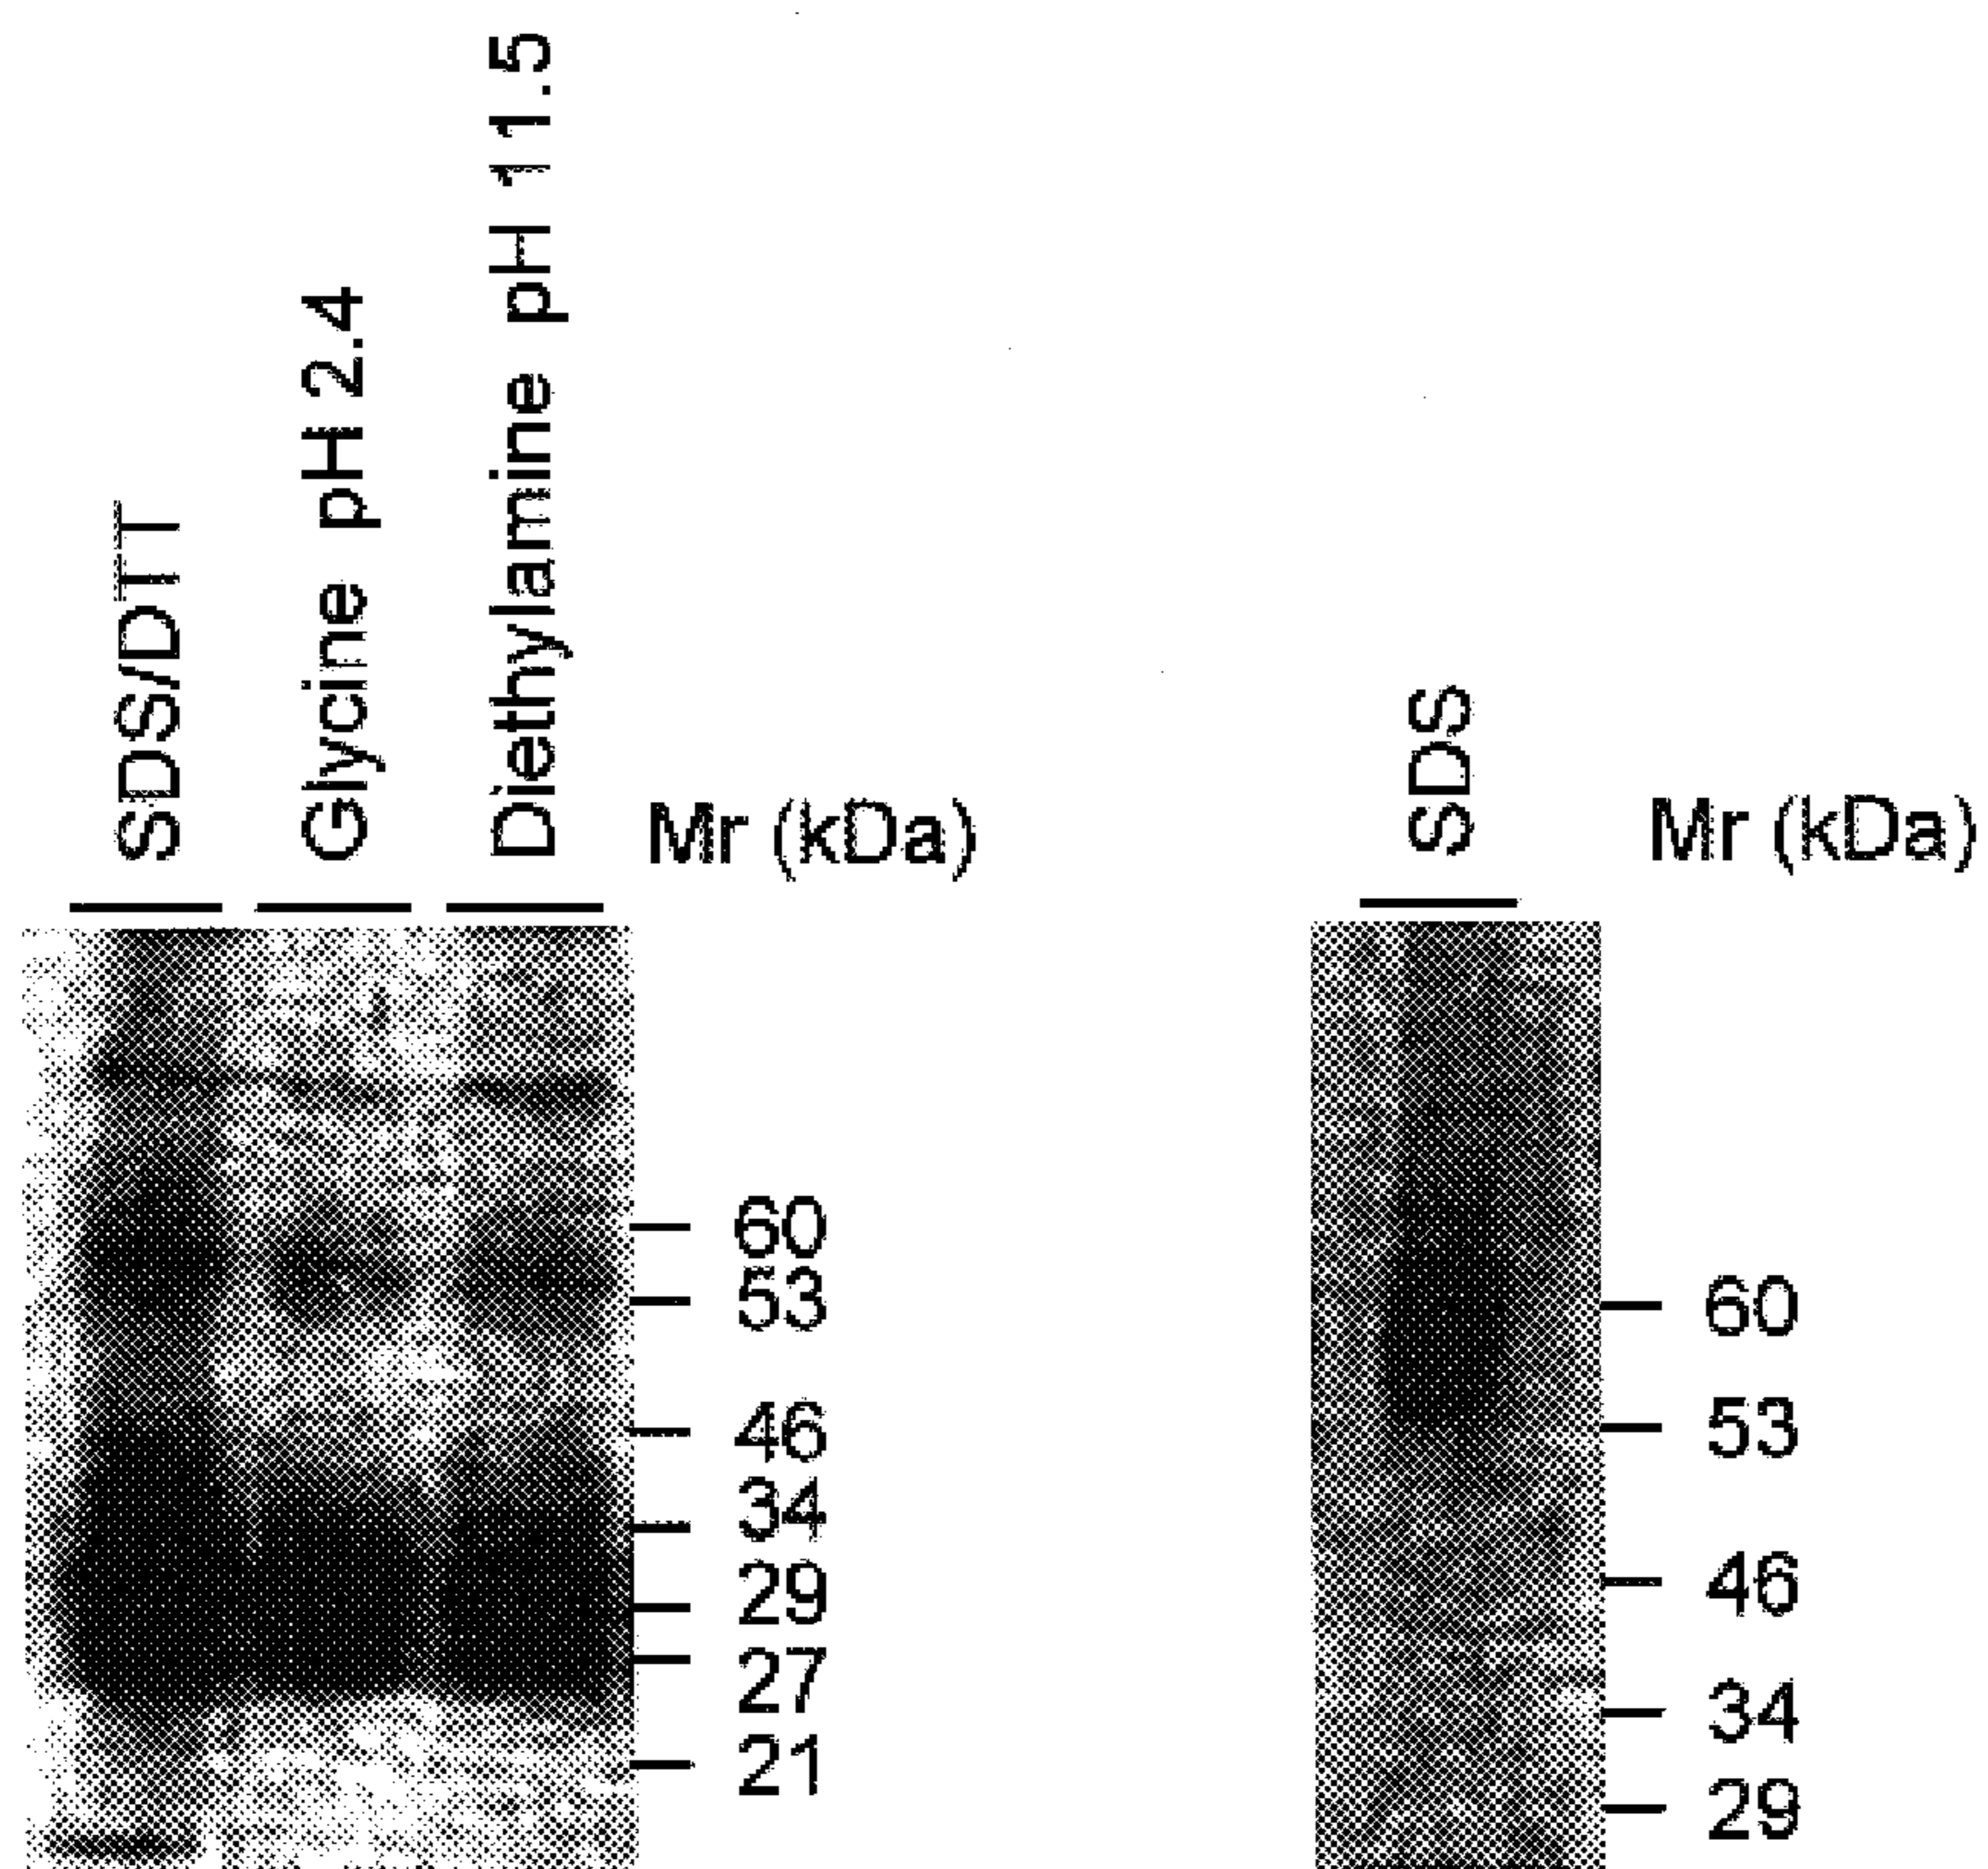 SDS/DTT
Glycine pH 2.4
Diethylamine pH 11.5
Mr (kDa)
60
53
46
34
29
27
21
SDS
Mr (kDa)
60
53
46
34
29